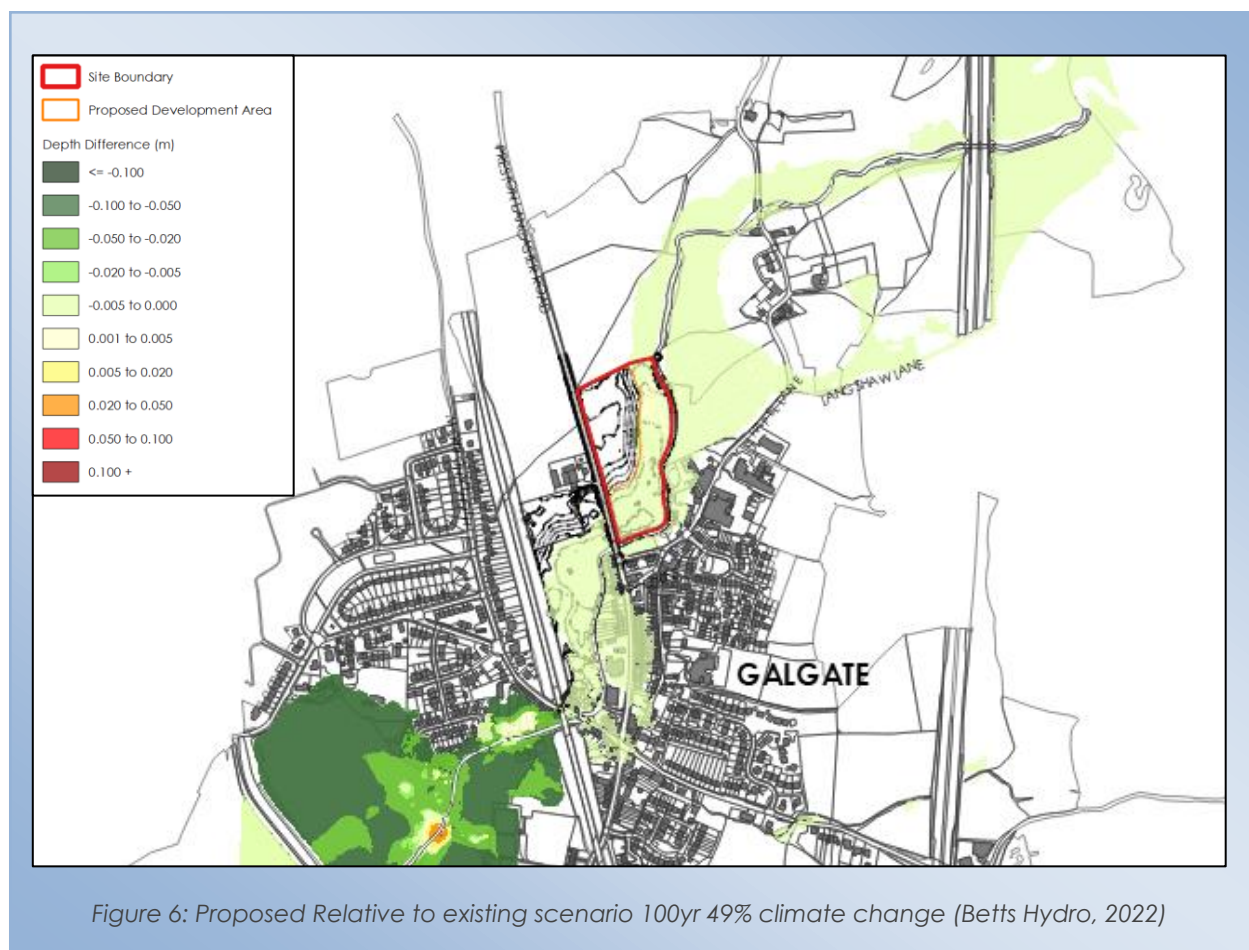 Site Boundary
Proposed Development Area
Depth Difference (m)
<= -0.100
-0.100 to -0.050
-0.050 to -0.020
-0.020 to -0.005
-0.005 to 0.000
0.001 to 0.005
0.005 to 0.020
0.020 to 0.050
0.050 to 0.100
0.100 +
LANGSHAW LANE
GALGATE
Figure 6: Proposed Relative to existing scenario 100yr 49% climate change (Betts Hydro, 2022)